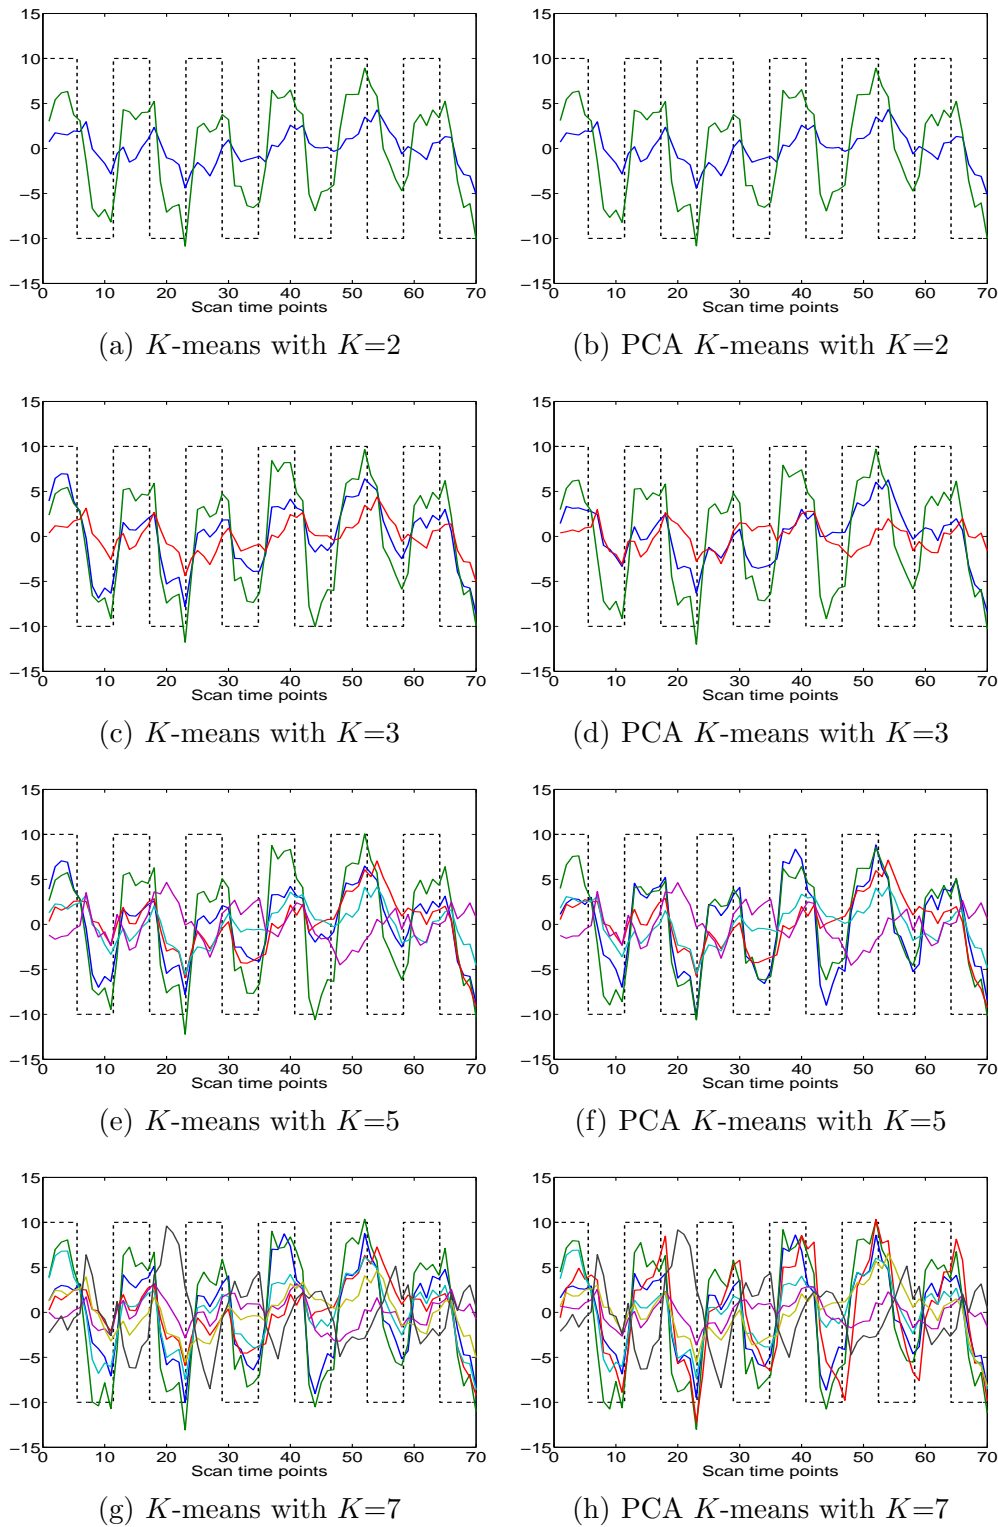 15
10
5
0
−5
−10
−15
0 10 20 30 40 50 60 70
Scan time points
(a) K-means with K=2
15
10
5
0
−5
−10
−15
0 10 20 30 40 50 60 70
Scan time points
(b) PCA K-means with K=2
15
10
5
0
−5
−10
−15
0 10 20 30 40 50 60 70
Scan time points
(c) K-means with K=3
15
10
5
0
−5
−10
−15
0 10 20 30 40 50 60 70
Scan time points
(d) PCA K-means with K=3
15
10
5
0
−5
−10
−15
0 10 20 30 40 50 60 70
Scan time points
(e) K-means with K=5
15
10
5
0
−5
−10
−15
0 10 20 30 40 50 60 70
Scan time points
(f) PCA K-means with K=5
15
10
5
0
−5
−10
−15
0 10 20 30 40 50 60 70
Scan time points
(g) K-means with K=7
15
10
5
0
−5
−10
−15
0 10 20 30 40 50 60 70
Scan time points
(h) PCA K-means with K=7